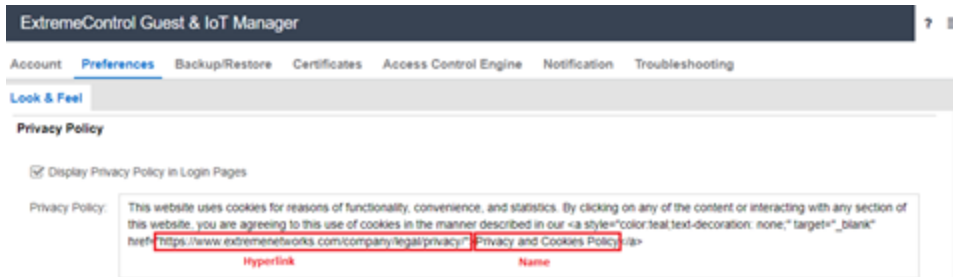 ExtremeControl Guest & IoT Manager ?
Account Preferences Backup/Restore Certificates Access Control Engine Notification Troubleshooting
Look & Feel
Privacy Policy
Display Privacy Policy in Login Pages
Privacy Policy: This website uses cookies for reasons of functionality, convenience, and statistics. By clicking on any of the content or interacting with any section of
this website, you are agreeing to this use of cookies in the manner described in our <a style="color:teal;text-decoration: none;" target="_blank"
href="https://www.extremenetworks.com/company/legal/privacy/">Privacy and Cookies Policy</a>
Hyperlink Name